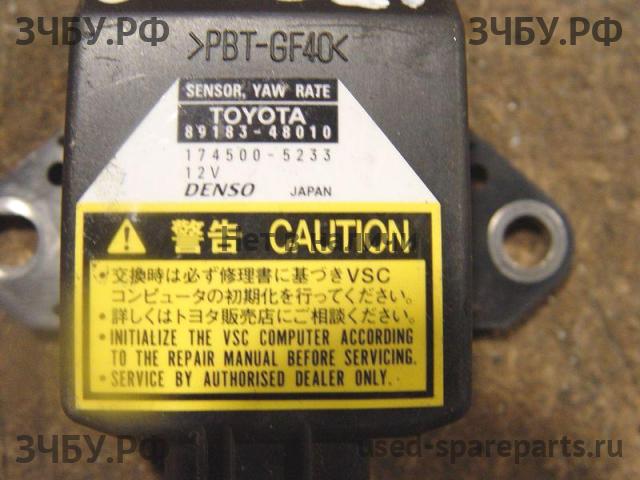 ЗЧБУ.РФ
ЗЧБУ.РФ
>PBT-GF40<
SENSOR, YAW RATE
TOYOTA
89183-48010
174500-5233
12V
DENSO JAPAN
警告 CAUTION
Нет в наличии
・交換時は必ず修理書に基づきVSC
コンピュータの初期化を行ってください。
・詳しくはトヨタ販売店にご相談ください。
・INITIALIZE THE VSC COMPUTER ACCORDING
TO THE REPAIR MANUAL BEFORE SERVICING.
・SERVICE BY AUTHORISED DEALER ONLY.
ЗЧБУ.РФ
used-spareparts.ru